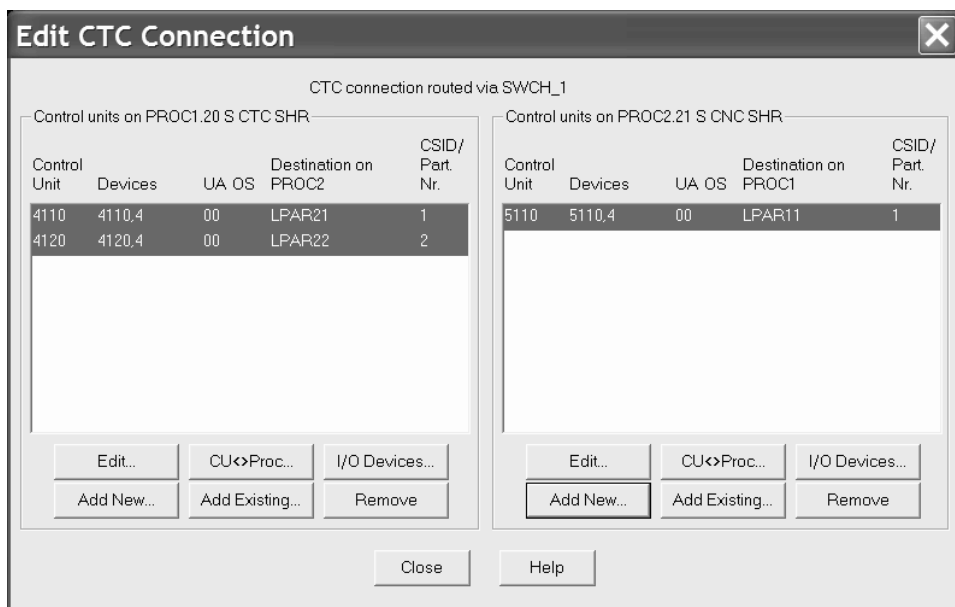 Edit CTC Connection
CTC connection routed via SWCH_1
Control units on PROC1.20 S CTC SHR
Control Unit Devices UA OS Destination on PROC2 CSID/ Part. Nr.
4110 4110,4 00 LPAR21 1
4120 4120,4 00 LPAR22 2
Edit... CU<>Proc... I/O Devices...
Add New... Add Existing... Remove
Control units on PROC2.21 S CNC SHR
Control Unit Devices UA OS Destination on PROC1 CSID/ Part. Nr.
5110 5110,4 00 LPAR11 1
Edit... CU<>Proc... I/O Devices...
Add New... Add Existing... Remove
Close Help